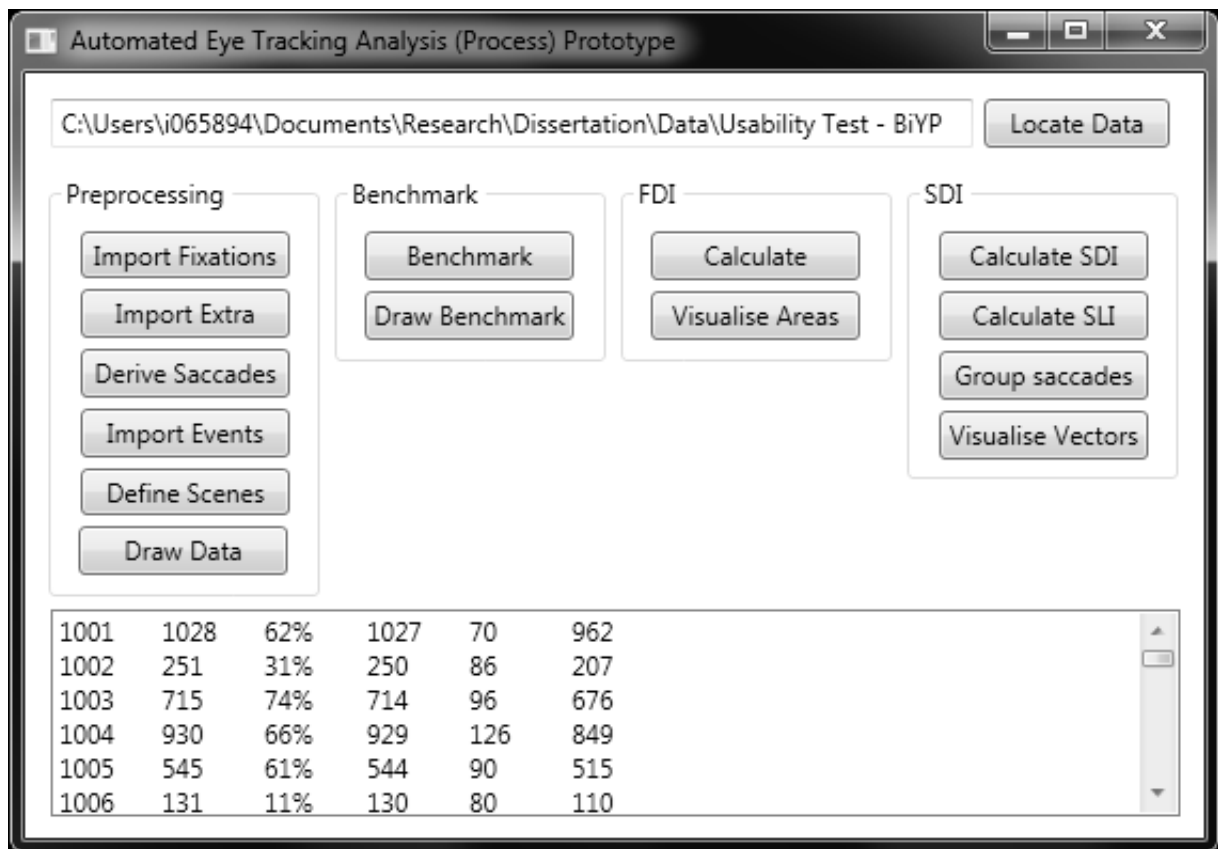 Automated Eye Tracking Analysis (Process) Prototype
C:\Users\i065894\Documents\Research\Dissertation\Data\Usability Test - BiYP
Locate Data
Preprocessing
Import Fixations
Import Extra
Derive Saccades
Import Events
Define Scenes
Draw Data
Benchmark
Benchmark
Draw Benchmark
FDI
Calculate
Visualise Areas
SDI
Calculate SDI
Calculate SLI
Group saccades
Visualise Vectors
1001 1028 62% 1027 70 962
1002 251 31% 250 86 207
1003 715 74% 714 96 676
1004 930 66% 929 126 849
1005 545 61% 544 90 515
1006 131 11% 130 80 110